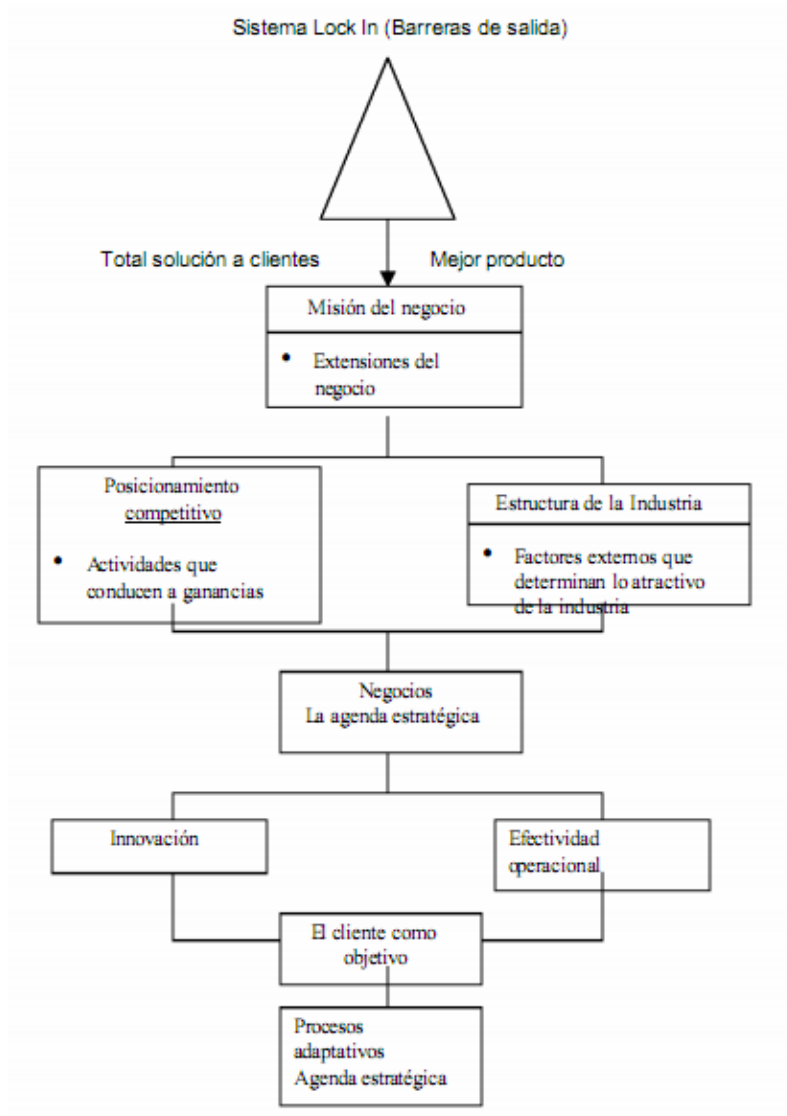 Sistema Lock In (Barreras de salida)
Total solución a clientes
Mejor producto
Misión del negocio
• Extensiones del
negocio
Posicionamiento
competitivo
• Actividades que
conducen a ganancias
Estructura de la Industria
• Factores externos que
determinan lo atractivo
de la industria
Negocios
La agenda estratégica
Innovación
Efectividad
operacional
El cliente como
objetivo
Procesos
adaptativos
Agenda estratégica